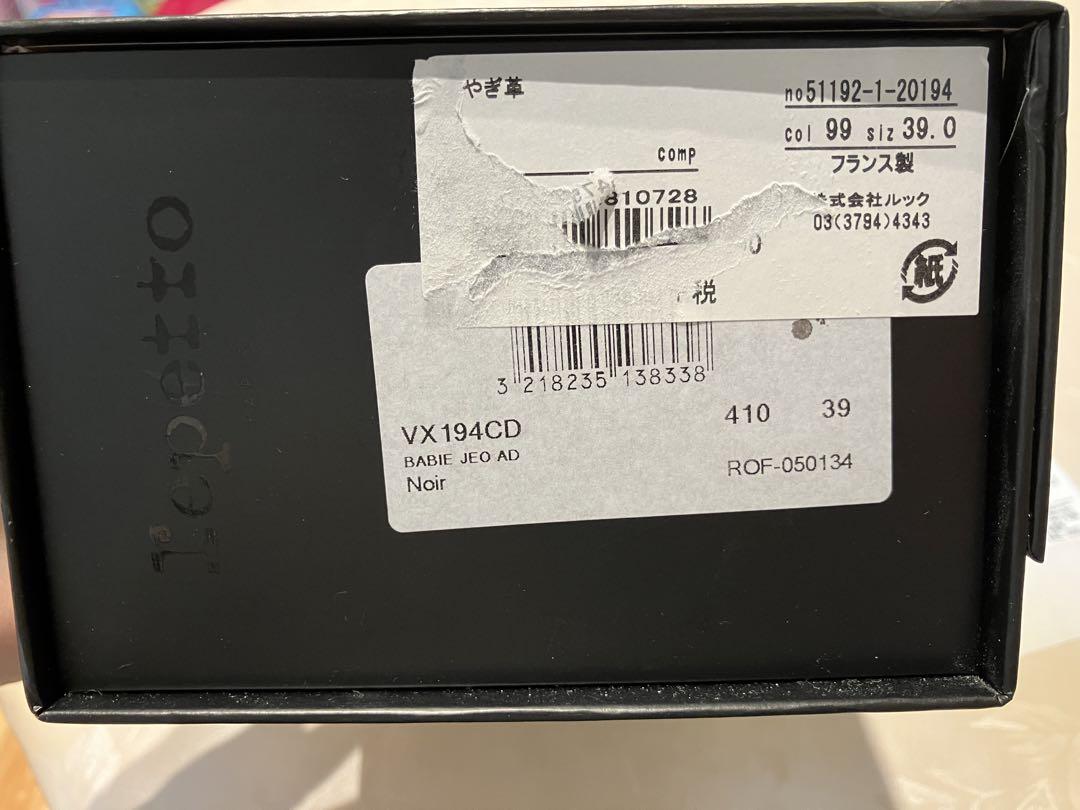 repetto
やぎ革
no51192-1-20194
col 99 siz 39.0
comp
フランス製
810728
株式会社ルック
03(3794)4343
紙
税
3 218235 138338
VX194CD
410 39
BABIE JEO AD
ROF-050134
Noir